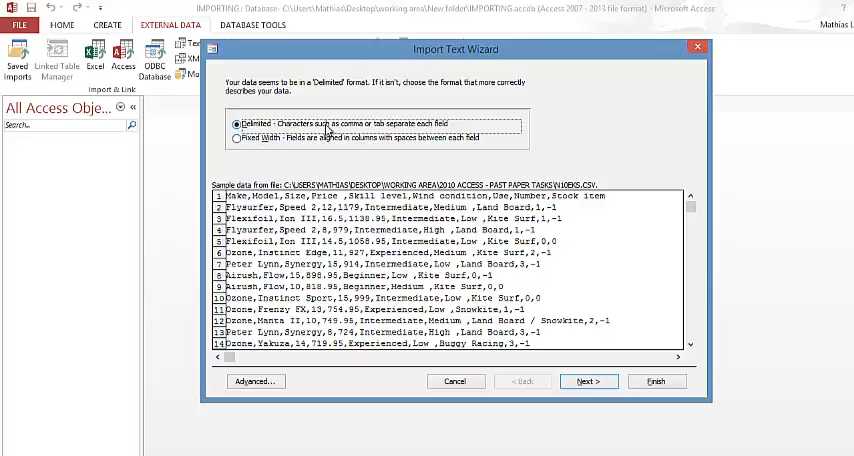 IMPORTING : Database- C:\Users\Mathias\Desktop\working area\New folder\IMPORTING.accdb (Access 2007 - 2013 file format) - Microsoft Access
FILE HOME CREATE EXTERNAL DATA DATABASE TOOLS
Mathias L
Saved Imports
Linked Table Manager
Excel
Access
ODBC Database
Tex
XM
Mo
Import & Link
All Access Obje...
Search...
Import Text Wizard
Your data seems to be in a 'Delimited' format. If it isn't, choose the format that more correctly
describes your data.
Delimited - Characters such as comma or tab separate each field
Fixed Width - Fields are aligned in columns with spaces between each field
Sample data from file: C:\USERS\MATHIAS\DESKTOP\WORKING AREA\2010 ACCESS - PAST PAPER TASKS\N10EKS.CSV.
1 Make,Model,Size,Price ,Skill level,Wind condition,Use,Number,Stock item
2 Flysurfer,Speed 2,12,1179,Intermediate,Medium ,Land Board,1,-1
3 Flexifoil,Ion III,16.5,1138.95,Intermediate,Low ,Kite Surf,1,-1
4 Flysurfer,Speed 2,8,979,Intermediate,High ,Land Board,1,-1
5 Flexifoil,Ion III,14.5,1058.95,Intermediate,Low ,Kite Surf,0,0
6 Ozone,Instinct Edge,11,927,Experienced,Medium ,Kite Surf,2,-1
7 Peter Lynn,Synergy,15,914,Intermediate,Low ,Land Board,3,-1
8 Airush,Flow,15,898.95,Beginner,Low ,Kite Surf,0,-1
9 Airush,Flow,10,818.95,Beginner,Medium ,Kite Surf,0,0
10 Ozone,Instinct Sport,15,999,Intermediate,Low ,Kite Surf,0,0
11 Ozone,Frenzy FX,13,754.95,Experienced,Low ,Snowkite,1,-1
12 Ozone,Manta II,10,749.95,Intermediate,Medium ,Land Board / Snowkite,2,-1
13 Peter Lynn,Synergy,8,724,Intermediate,High ,Land Board,3,-1
14 Ozone,Yakuza,14,719.95,Experienced,Low ,Buggy Racing,3,-1
Advanced... Cancel < Back Next > Finish